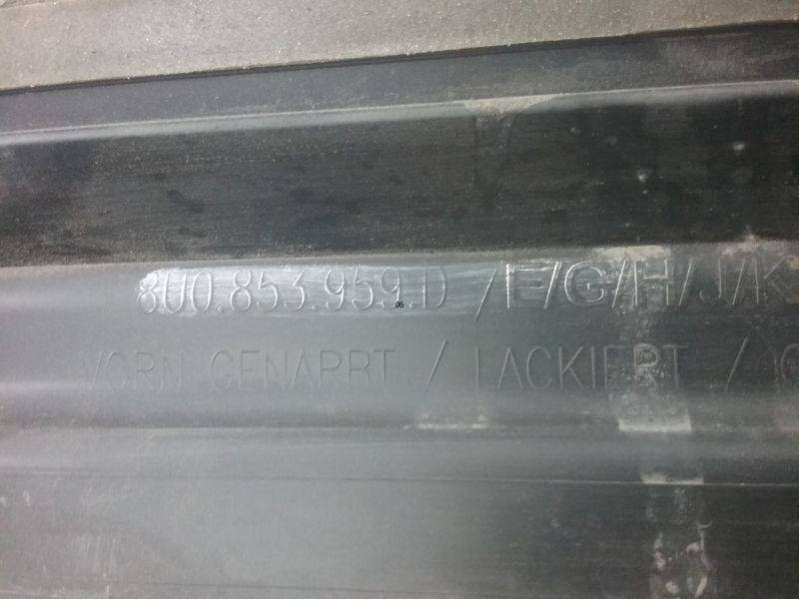 8U0.853.959.D /E/G/H/J/K
VORN GENARBT / LACKIERT /